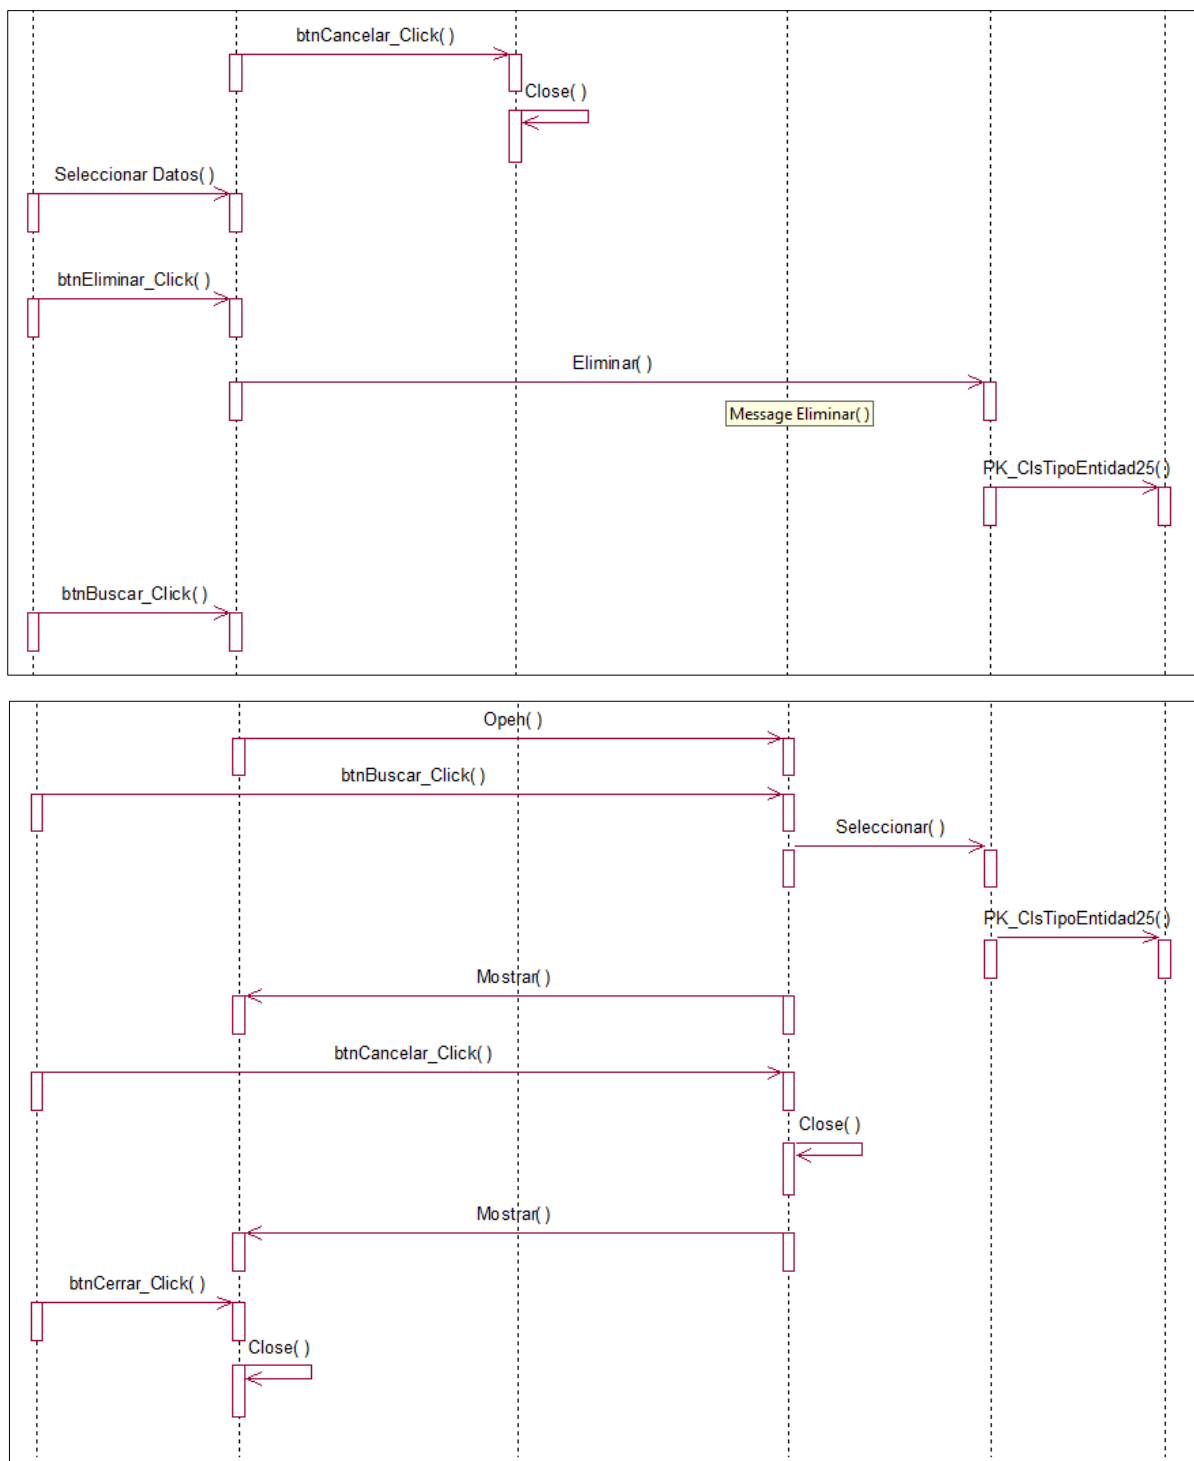 btnCancelar_Click( )
Close( )
Seleccionar Datos( )
btnEliminar_Click( )
Eliminar( )
Message Eliminar( )
PK_ClsTipoEntidad25( )
btnBuscar_Click( )
Opeh( )
btnBuscar_Click( )
Seleccionar( )
PK_ClsTipoEntidad25( )
Mostrar( )
btnCancelar_Click( )
Close( )
Mostrar( )
btnCerrar_Click( )
Close( )